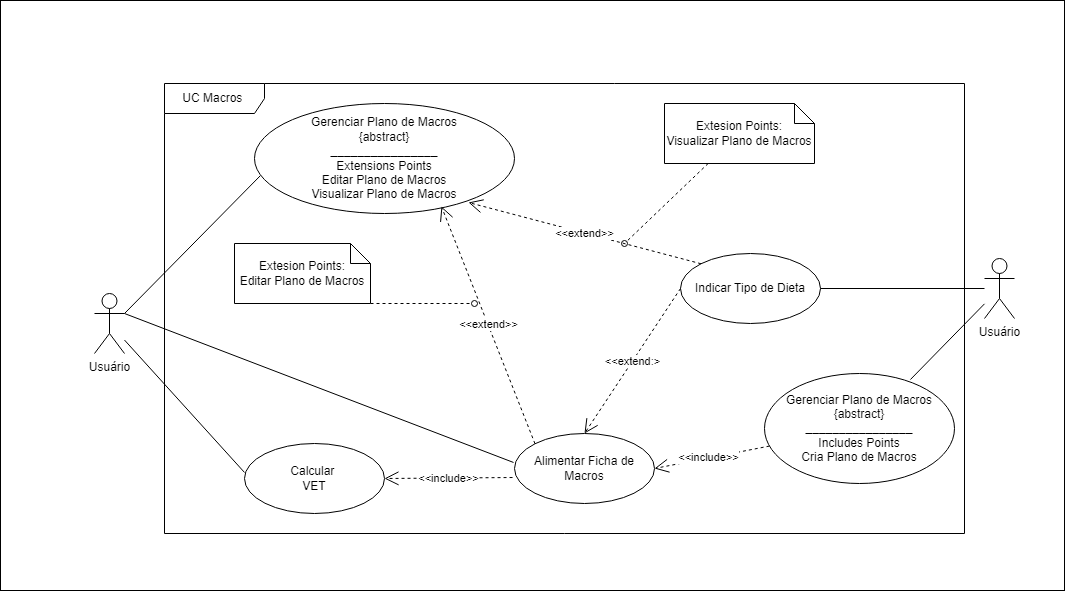 UC Macros
Gerenciar Plano de Macros
{abstract}
________________
Extensions Points
Editar Plano de Macros
Visualizar Plano de Macros
Extesion Points:
Visualizar Plano de Macros
<<extend>>
Extesion Points:
Editar Plano de Macros
Indicar Tipo de Dieta
<<extend>>
Usuário
Usuário
<<extend:>
Gerenciar Plano de Macros
{abstract}
________________
Includes Points
Cria Plano de Macros
Alimentar Ficha de
Macros
<<include>>
Calcular
VET
<<include>>